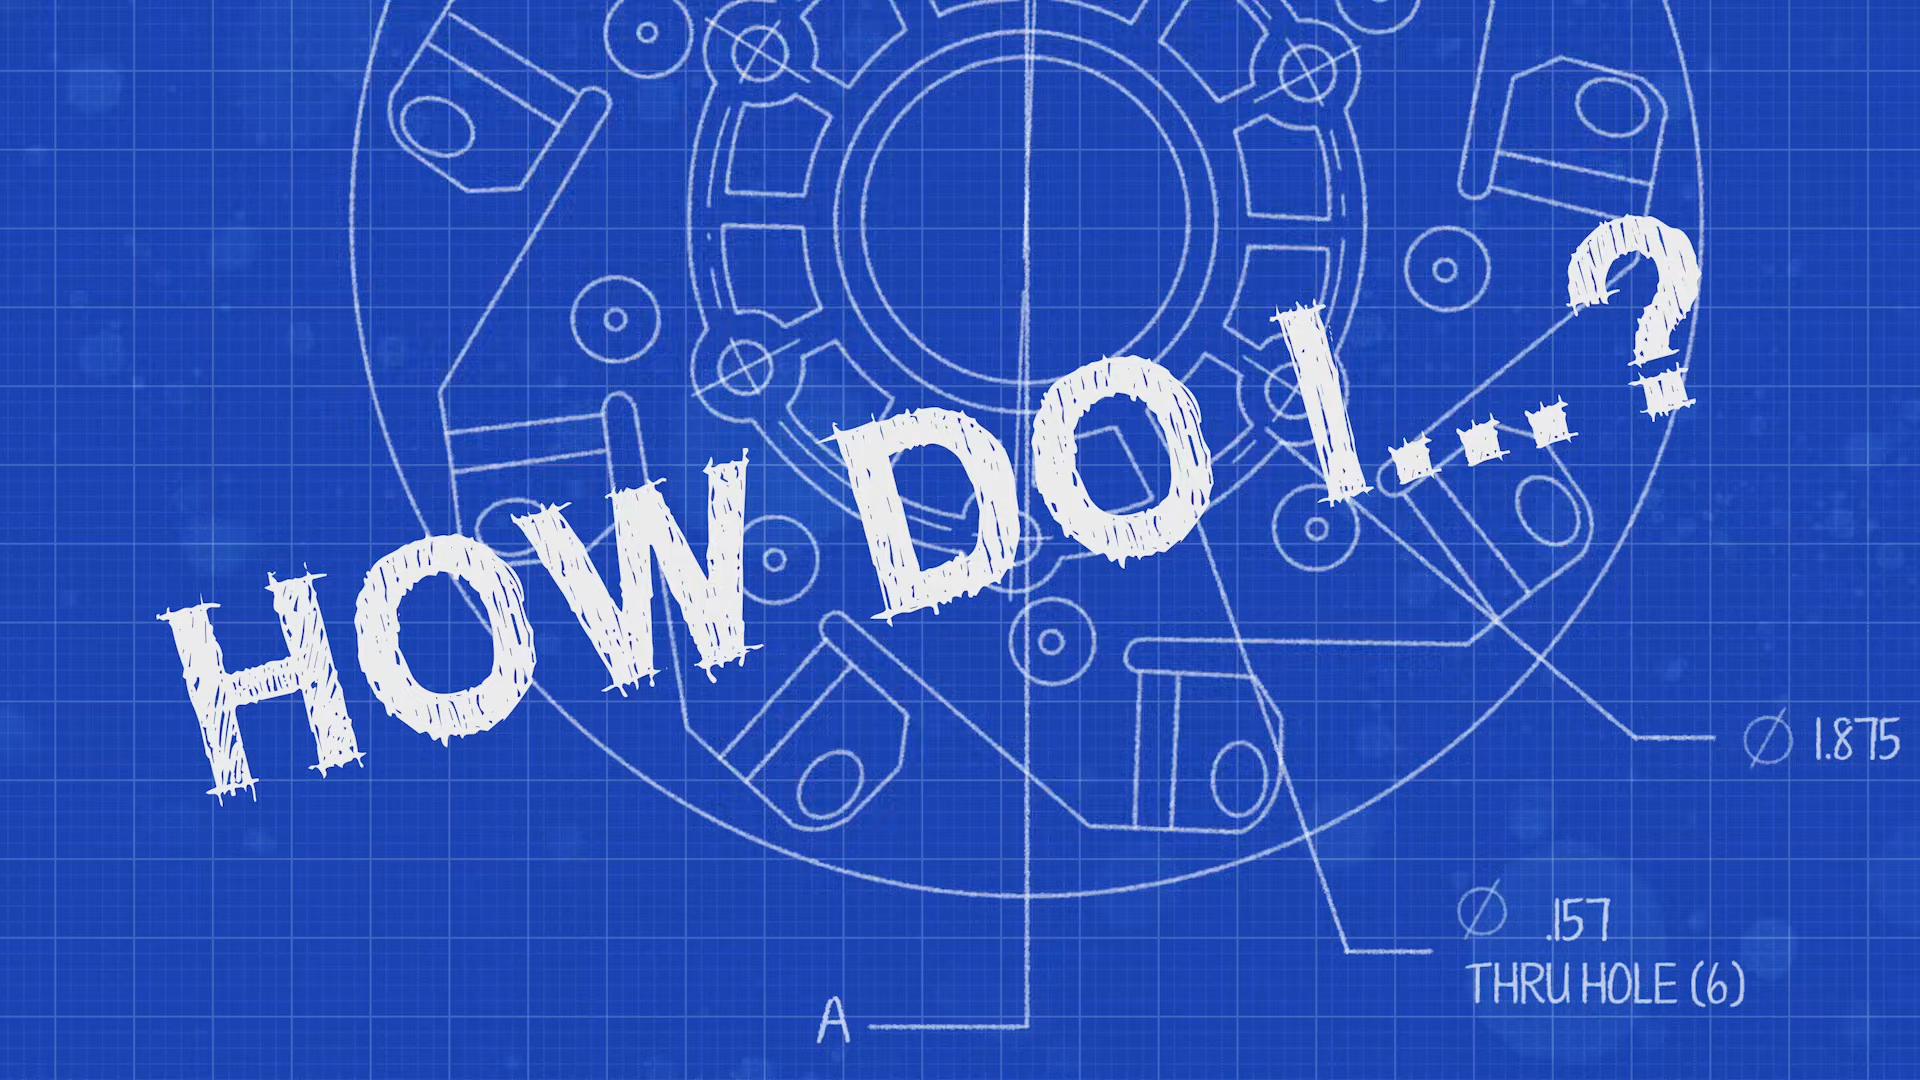 HOW DO I...?
Ø 1.875
Ø .157
THRU HOLE (6)
A